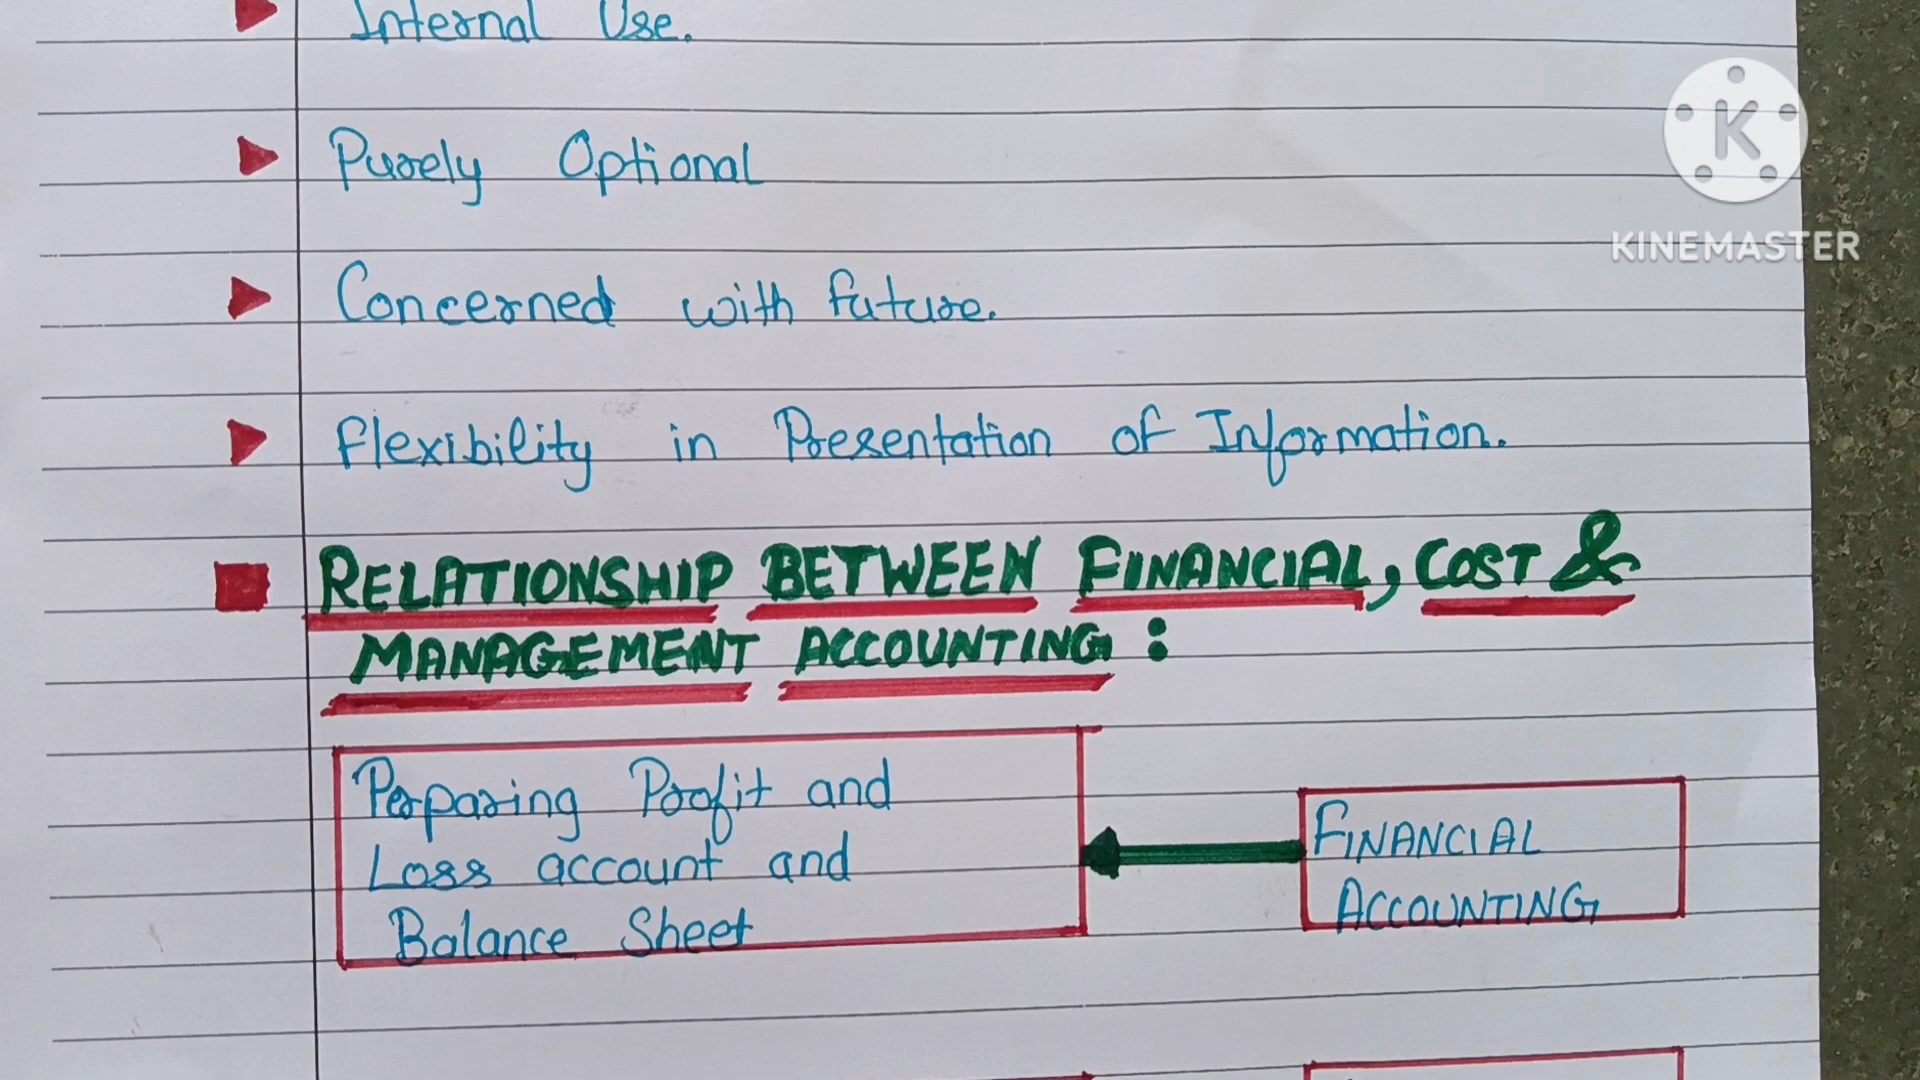 Internal Use.
Purely Optional
KINEMASTER
Concerned with future.
Flexibility in Presentation of Information.
RELATIONSHIP BETWEEN FINANCIAL, COST &
MANAGEMENT ACCOUNTING :
Perparing Profit and
Loss account and
Balance Sheet
FINANCIAL
ACCOUNTING